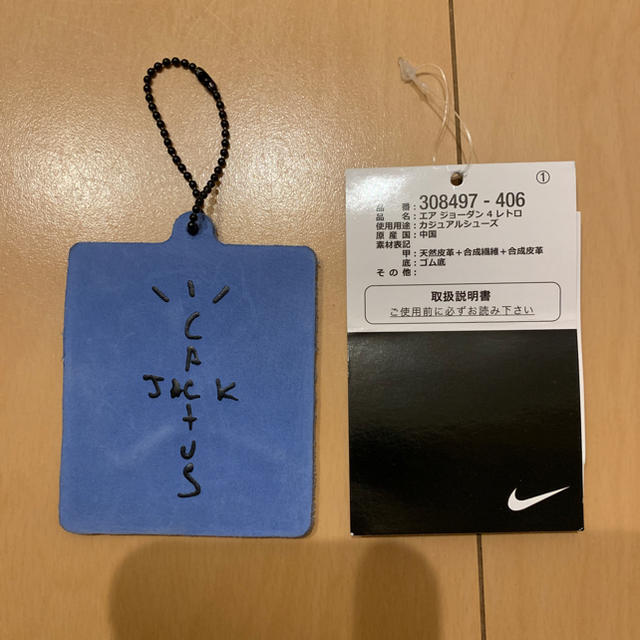 CACTUS
JACK
①
品 番 : 308497 - 406
品 名 : エア ジョーダン 4 レトロ
使用用途 : カジュアルシューズ
原 産 国 : 中国
素材表記
甲 : 天然皮革+合成繊維+合成皮革
底 : ゴム底
そ の 他 :
取扱説明書
ご使用前に必ずお読み下さい